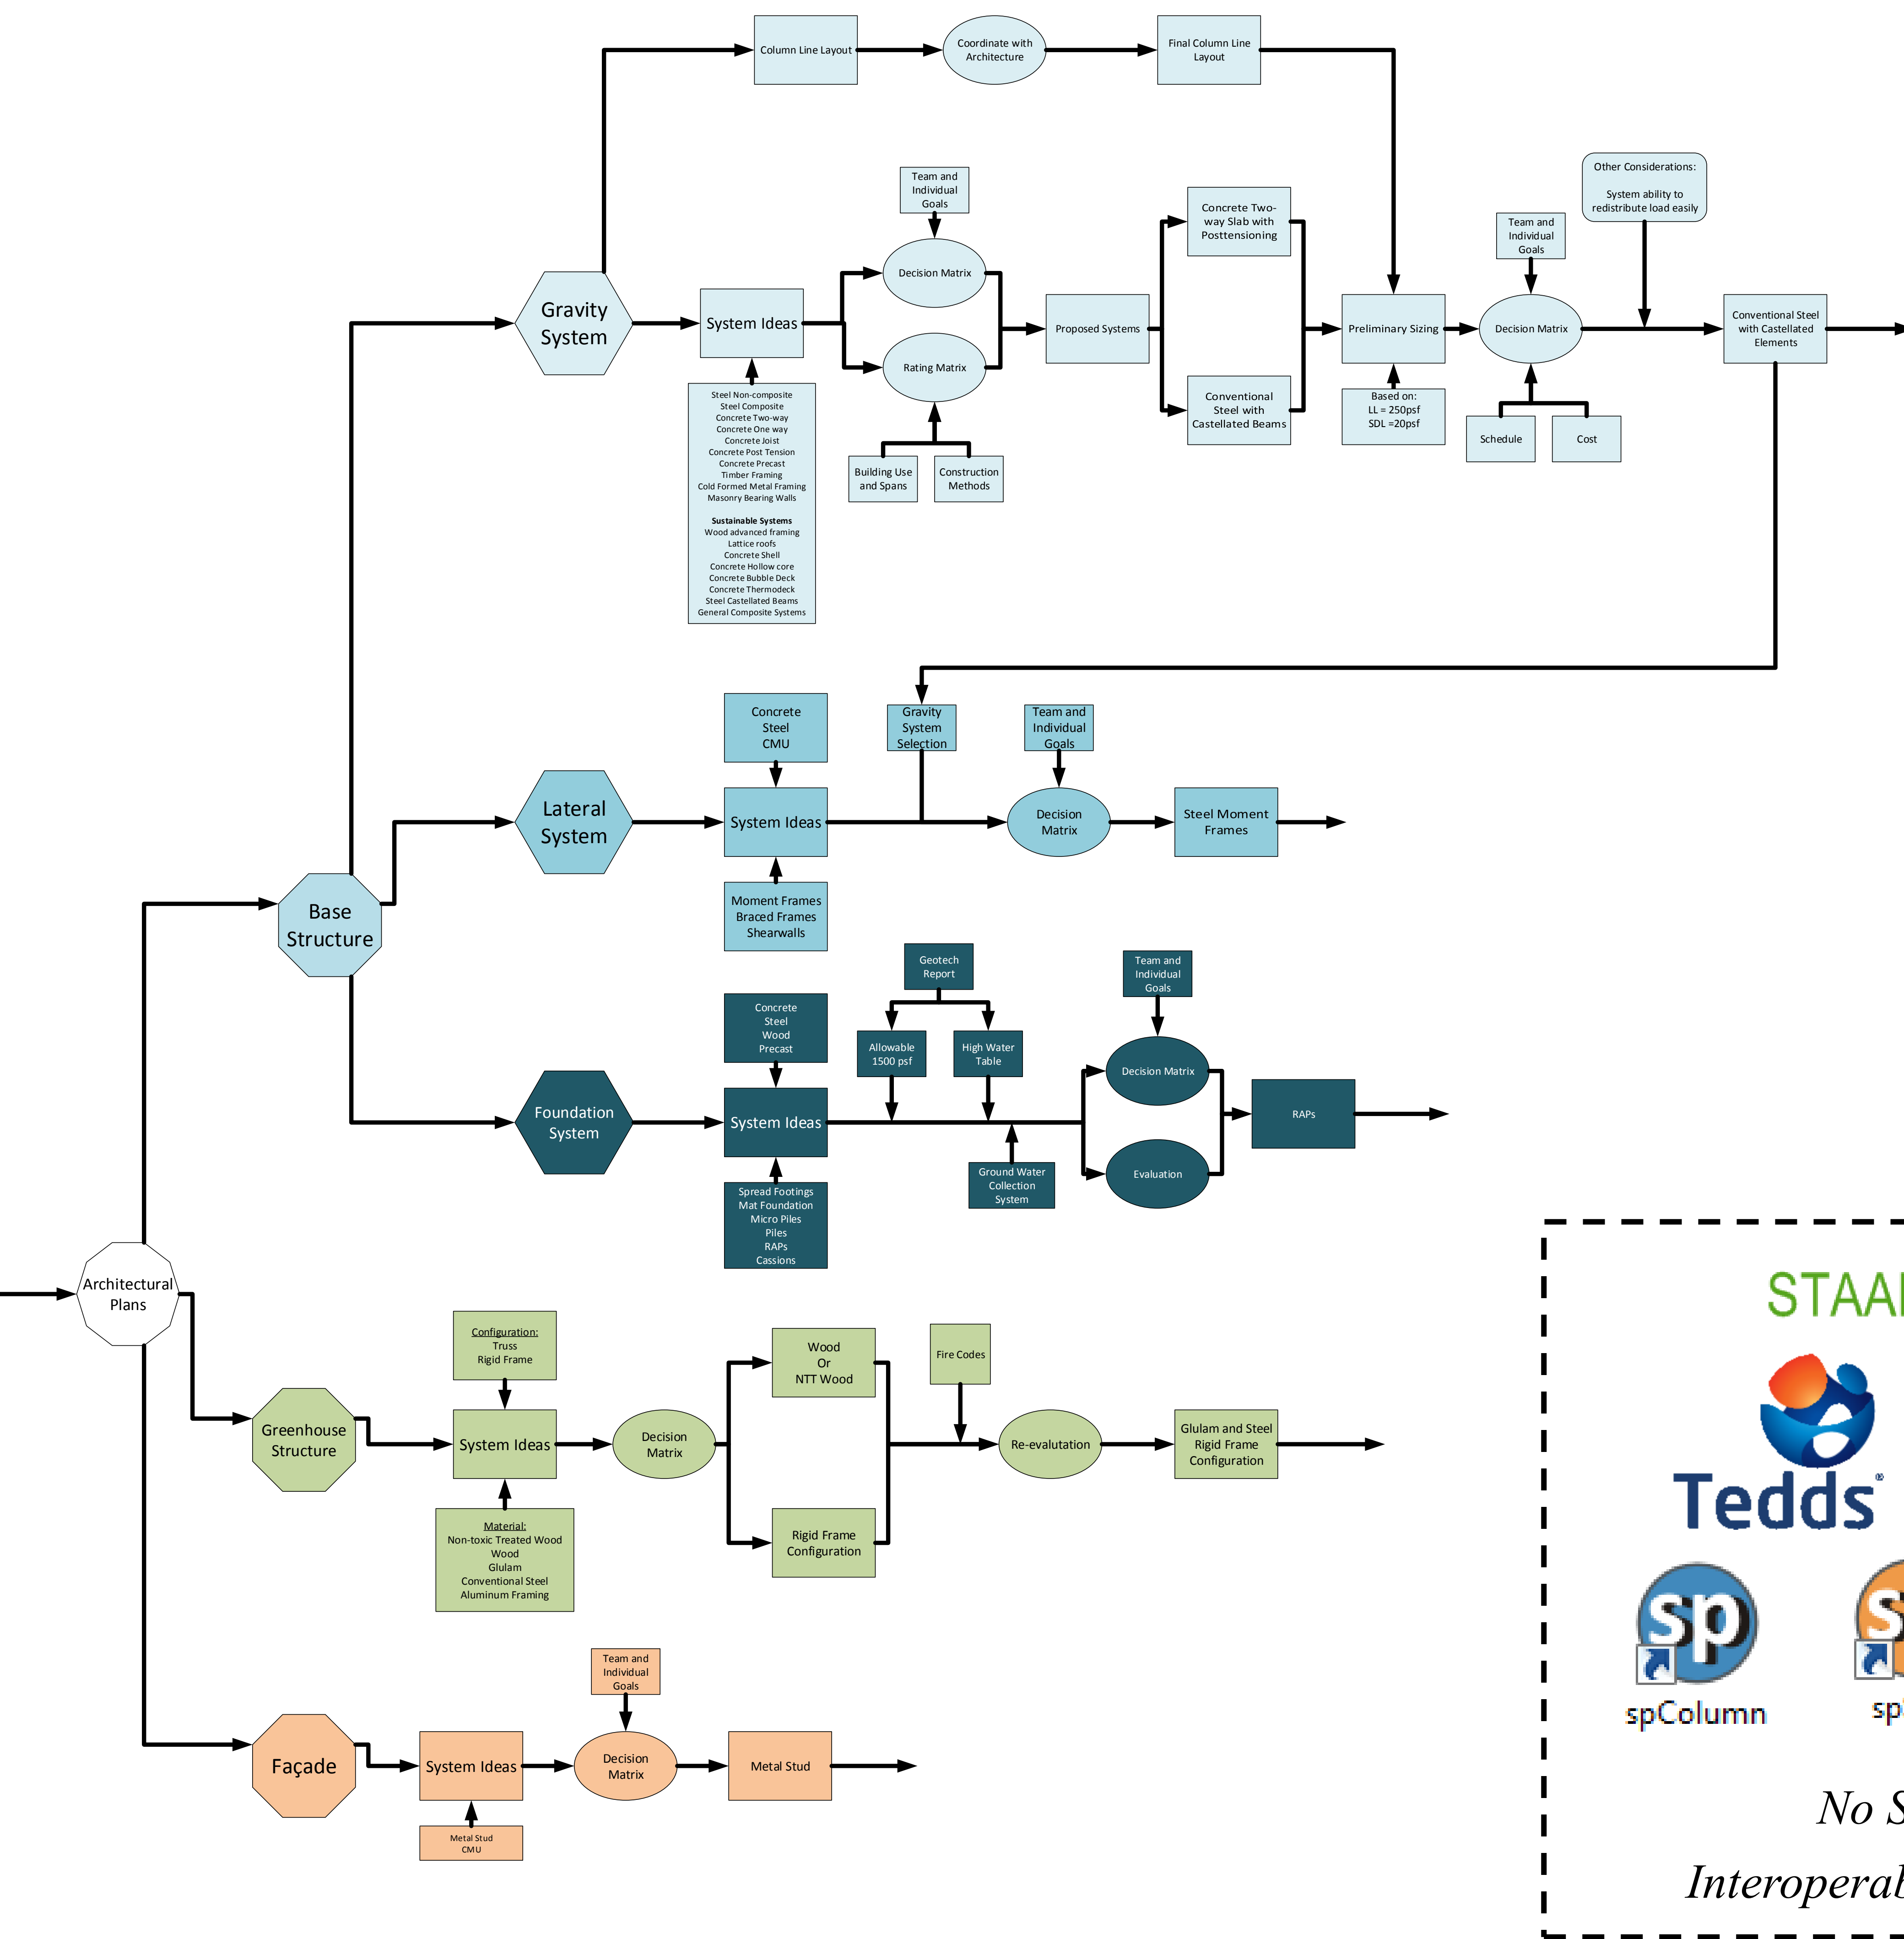 Column Line Layout
Coordinate with
Architecture
Final Column Line
Layout
Other Considerations:
System ability to
redistribute load easily
Team and
Individual
Goals
Concrete Two-
way Slab with
Posttensioning
Team and
Individual
Goals
Gravity
System
System Ideas
Decision Matrix
Rating Matrix
Proposed Systems
Preliminary Sizing
Decision Matrix
Conventional Steel
with Castellated
Elements
Conventional
Steel with
Castellated Beams
Based on:
LL = 250psf
SDL =20psf
Schedule
Cost
Building Use
and Spans
Construction
Methods
Steel Non-composite
Steel Composite
Concrete Two-way
Concrete One way
Concrete Joist
Concrete Post Tension
Concrete Precast
Timber Framing
Cold Formed Metal Framing
Masonry Bearing Walls
Sustainable Systems
Wood advanced framing
Lattice roofs
Concrete Shell
Concrete Hollow core
Concrete Bubble Deck
Concrete Thermodeck
Steel Castellated Beams
General Composite Systems
Concrete
Steel
CMU
Gravity
System
Selection
Team and
Individual
Goals
Lateral
System
System Ideas
Decision
Matrix
Steel Moment
Frames
Moment Frames
Braced Frames
Shearwalls
Base
Structure
Geotech
Report
Team and
Individual
Goals
Concrete
Steel
Wood
Precast
Allowable
1500 psf
High Water
Table
Decision Matrix
Foundation
System
System Ideas
RAPs
Ground Water
Collection
System
Evaluation
Spread Footings
Mat Foundation
Micro Piles
Piles
RAPs
Cassions
Architectural
Plans
Configuration:
Truss
Rigid Frame
Wood
Or
NTT Wood
Fire Codes
Greenhouse
Structure
System Ideas
Decision
Matrix
Re-evalutation
Glulam and Steel
Rigid Frame
Configuration
Material:
Non-toxic Treated Wood
Wood
Glulam
Conventional Steel
Aluminum Framing
Rigid Frame
Configuration
Team and
Individual
Goals
Façade
System Ideas
Decision
Matrix
Metal Stud
Metal Stud
CMU
STAA
Tedds®
sp
spColumn
sp
No S
Interoperab